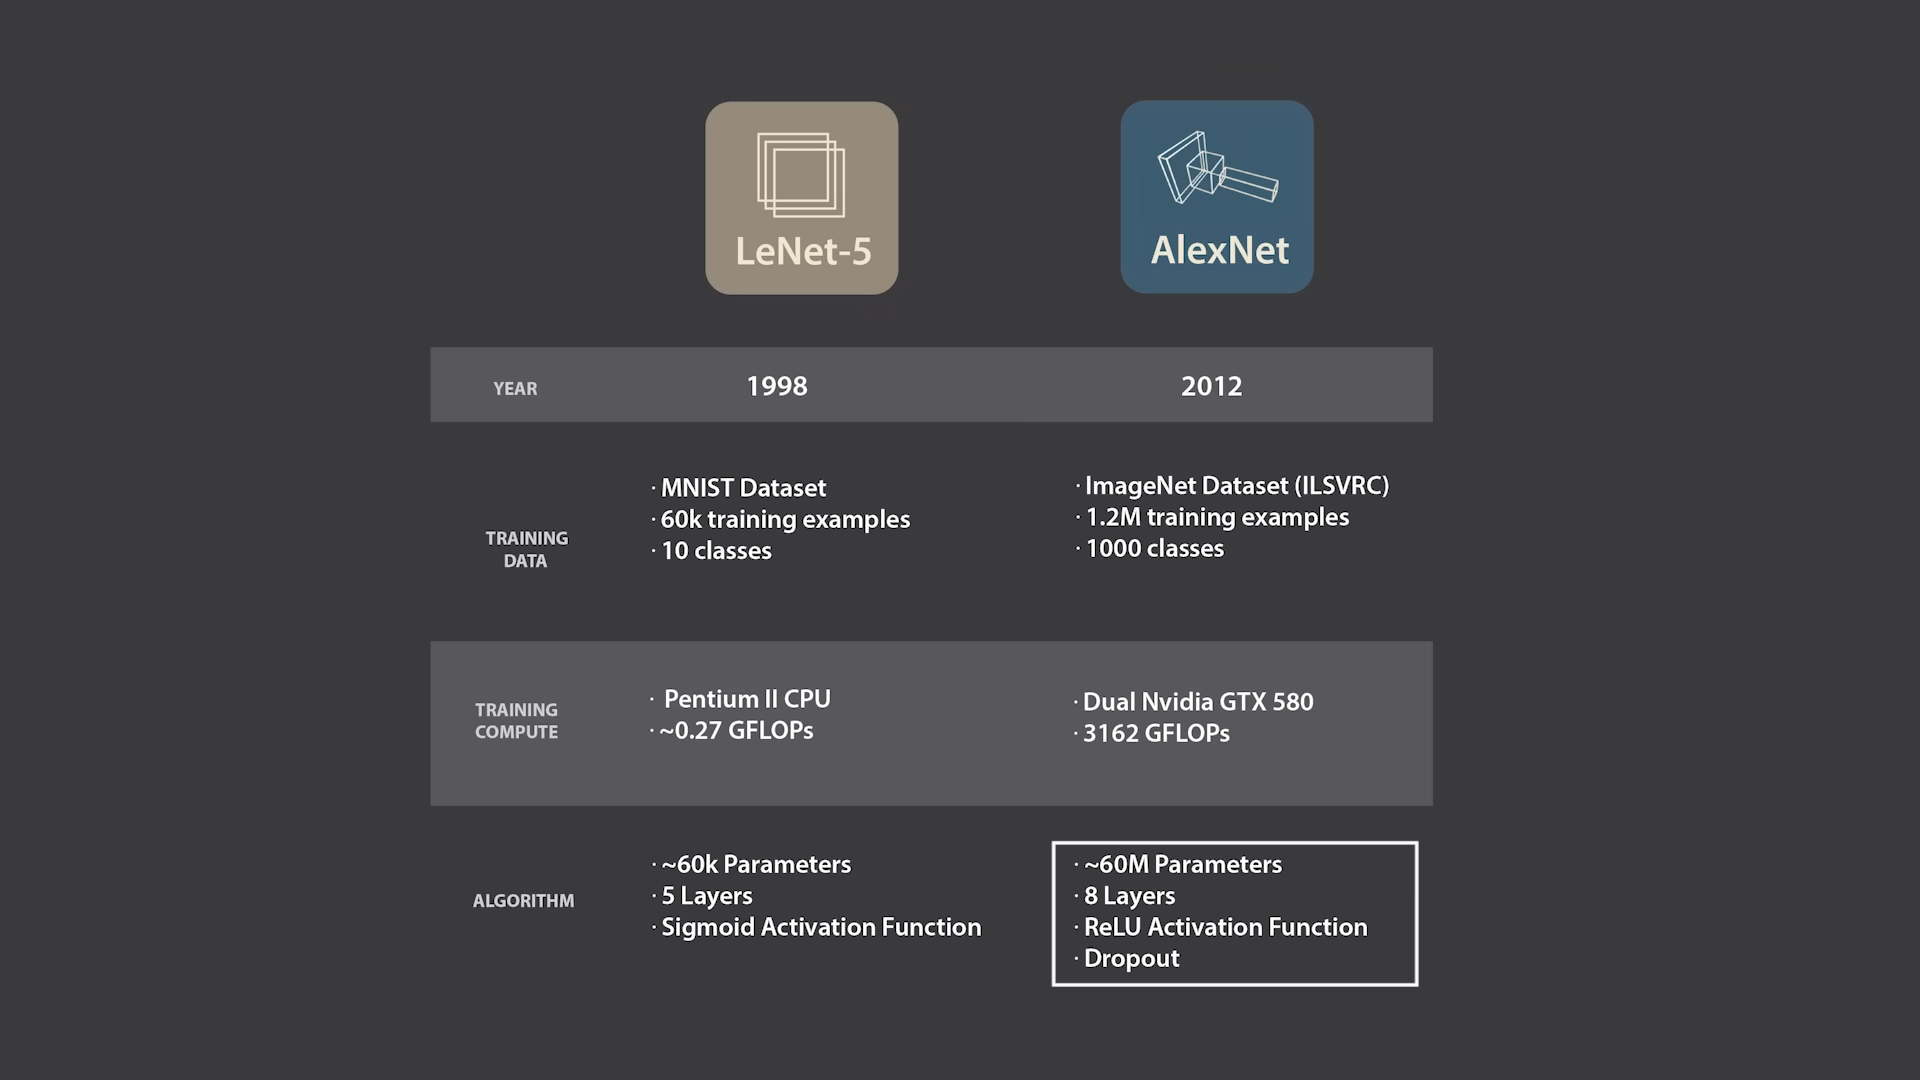 LeNet-5
AlexNet
YEAR
1998
2012
TRAINING
DATA
· MNIST Dataset
· 60k training examples
· 10 classes
· ImageNet Dataset (ILSVRC)
· 1.2M training examples
· 1000 classes
TRAINING
COMPUTE
· Pentium II CPU
· ~0.27 GFLOPs
· Dual Nvidia GTX 580
· 3162 GFLOPs
ALGORITHM
· ~60k Parameters
· 5 Layers
· Sigmoid Activation Function
· ~60M Parameters
· 8 Layers
· ReLU Activation Function
· Dropout